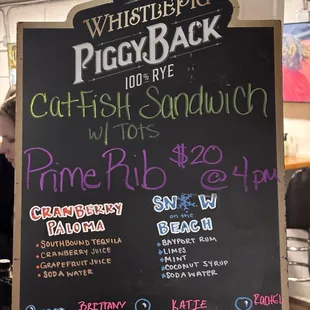 WHISTLEPIG
PIGGYBACK
100% RYE
Catfish Sandwich
w/ Tots
Prime Rib $20
@ 4pm
CRANBERRY
PALOMA
• SOUTHBOUND TEQUILA
• CRANBERRY JUICE
• GRAPEFRUIT JUICE
• SODA WATER
SNOW
on the
BEACH
• BAYPORT RUM
• LIMES
• MINT
• COCONUT SYRUP
• SODA WATER
BRITTANY
KATIE
RACHEL